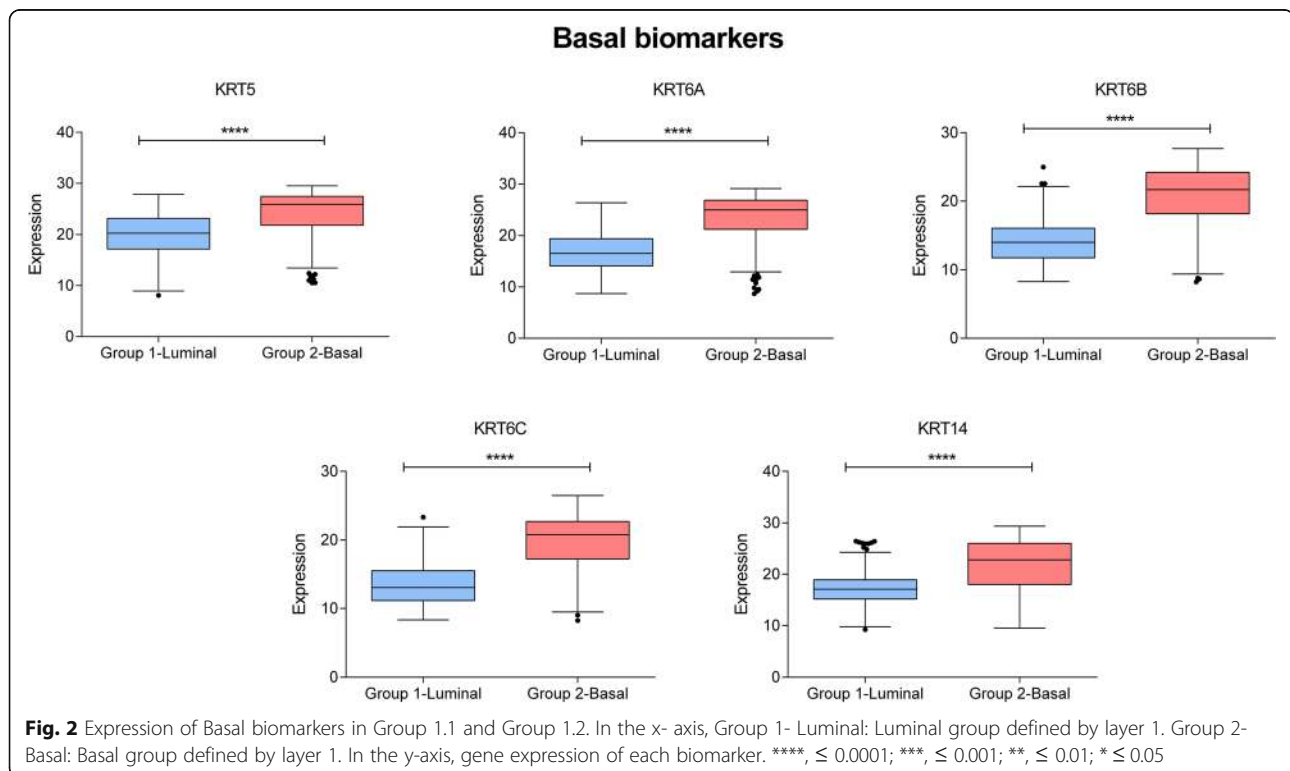 Basal biomarkers
KRT5
****
Expression
40
30
20
10
0
Group 1-Luminal
Group 2-Basal
KRT6A
****
Expression
40
30
20
10
0
Group 1-Luminal
Group 2-Basal
KRT6B
****
Expression
30
20
10
0
Group 1-Luminal
Group 2-Basal
KRT6C
****
Expression
30
20
10
0
Group 1-Luminal
Group 2-Basal
KRT14
****
Expression
40
30
20
10
0
Group 1-Luminal
Group 2-Basal
Fig. 2 Expression of Basal biomarkers in Group 1.1 and Group 1.2. In the x- axis, Group 1- Luminal: Luminal group defined by layer 1. Group 2-
Basal: Basal group defined by layer 1. In the y-axis, gene expression of each biomarker. ****, ≤ 0.0001; ***, ≤ 0.001; **, ≤ 0.01; * ≤ 0.05